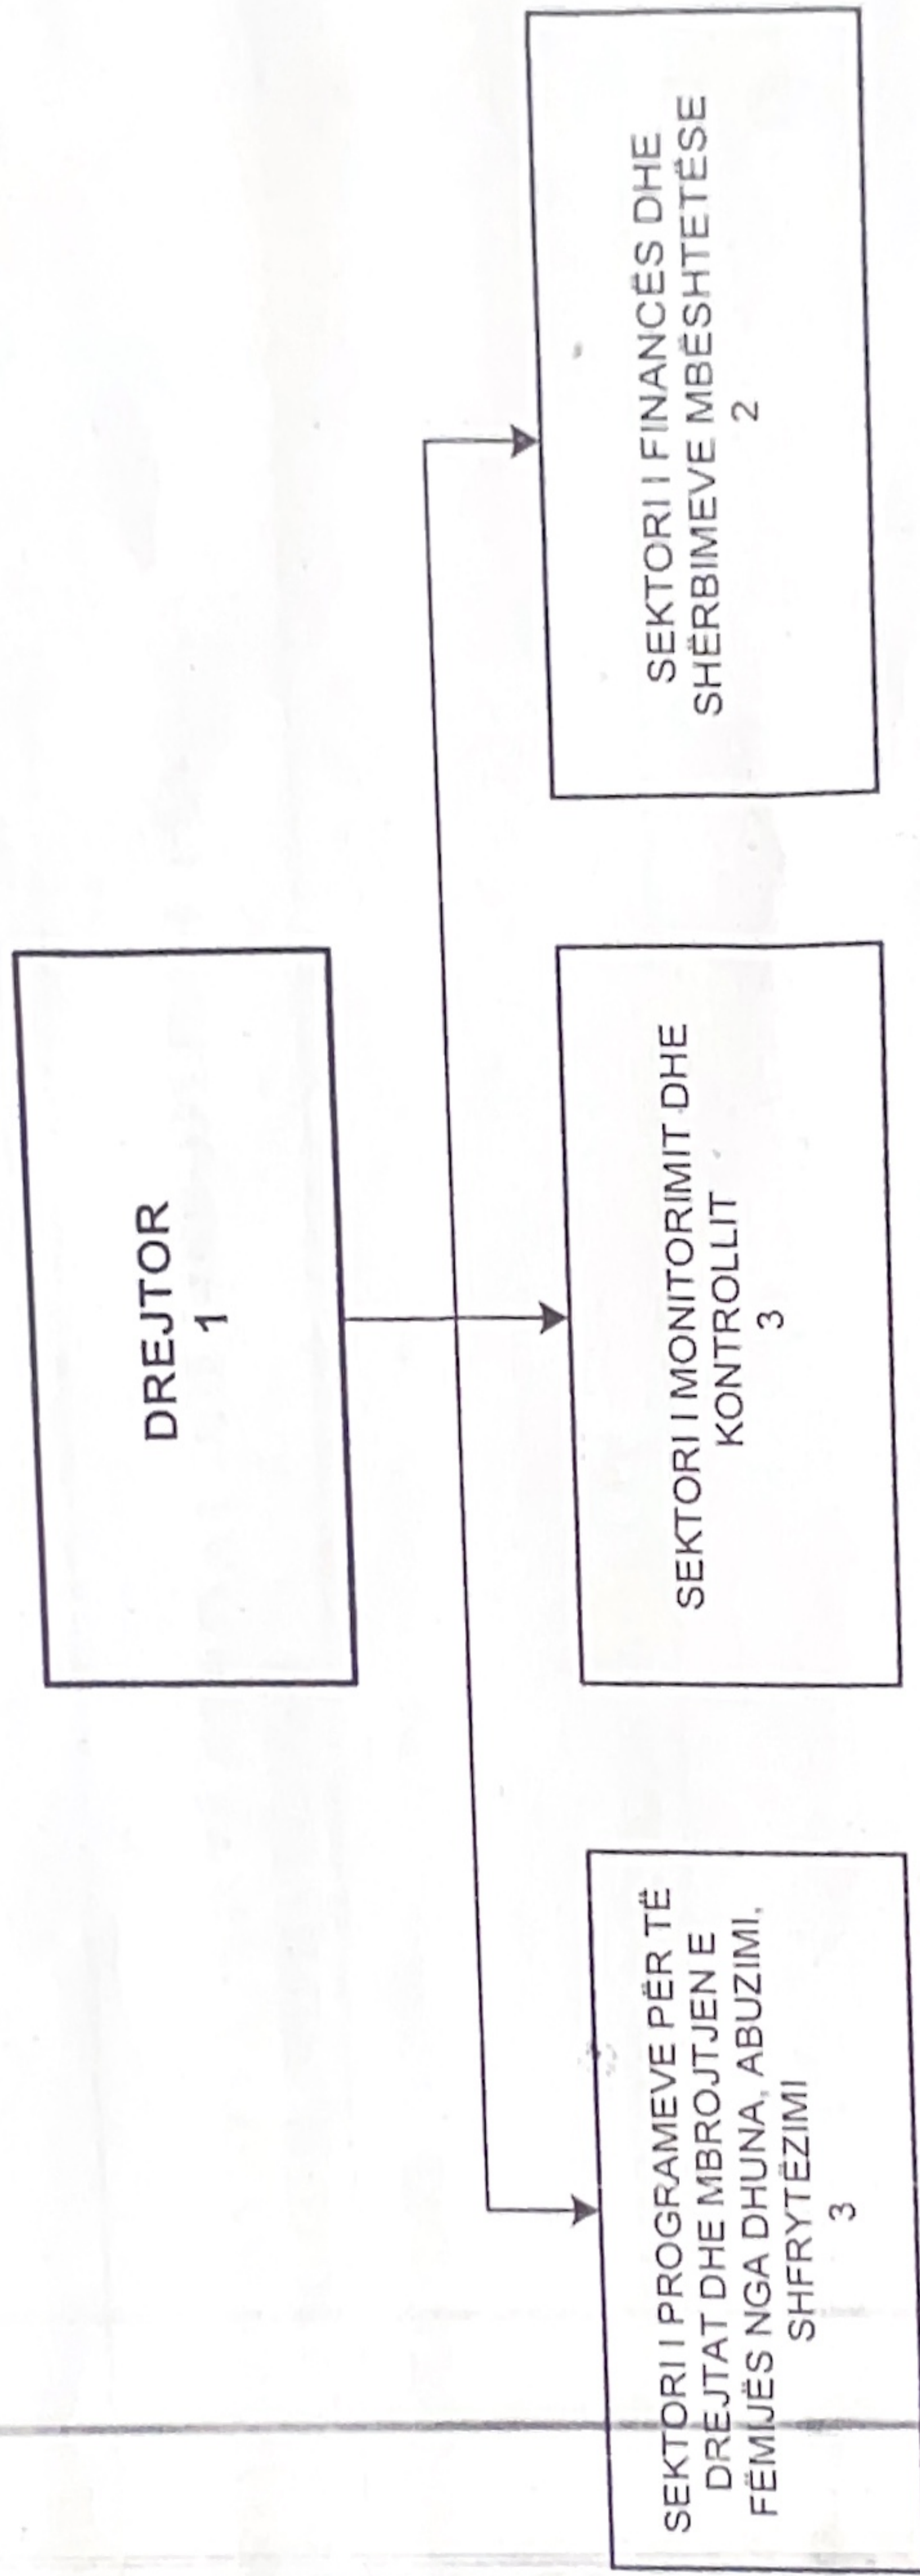 DREJTOR
1
SEKTORI I PROGRAMEVE PËR TË
DREJTAT DHE MBROJTJEN E
FËMIJËS NGA DHUNA, ABUZIMI,
SHFRYTËZIMI
3
SEKTORI I MONITORIMIT DHE
KONTROLLIT
3
SEKTORI I FINANCËS DHE
SHËRBIMEVE MBËSHTETËSE
2